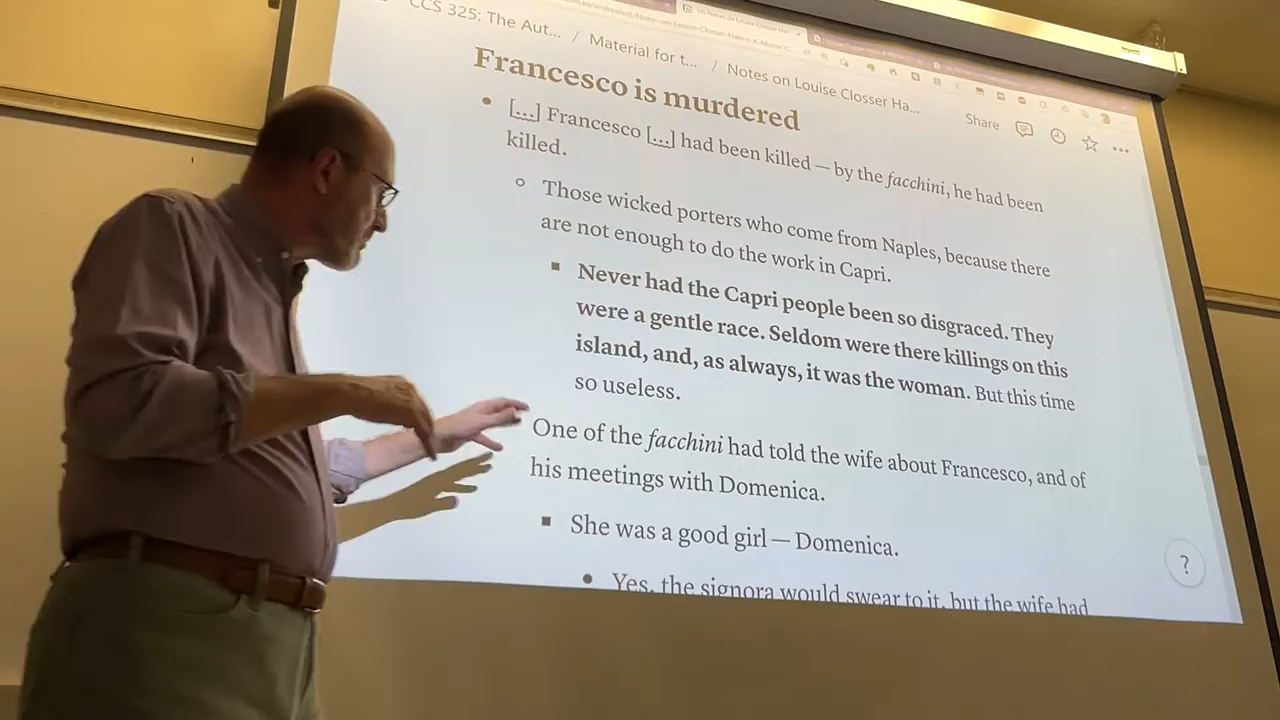 CCS 325: The Aut... / Material for t... / Notes on Louise Closser Ha...
Share
Francesco is murdered
[...] Francesco [...] had been killed — by the facchini, he had been
killed.
Those wicked porters who come from Naples, because there
are not enough to do the work in Capri.
Never had the Capri people been so disgraced. They
were a gentle race. Seldom were there killings on this
island, and, as always, it was the woman. But this time
so useless.
One of the facchini had told the wife about Francesco, and of
his meetings with Domenica.
She was a good girl — Domenica.
Yes, the signora would swear to it, but the wife had
?